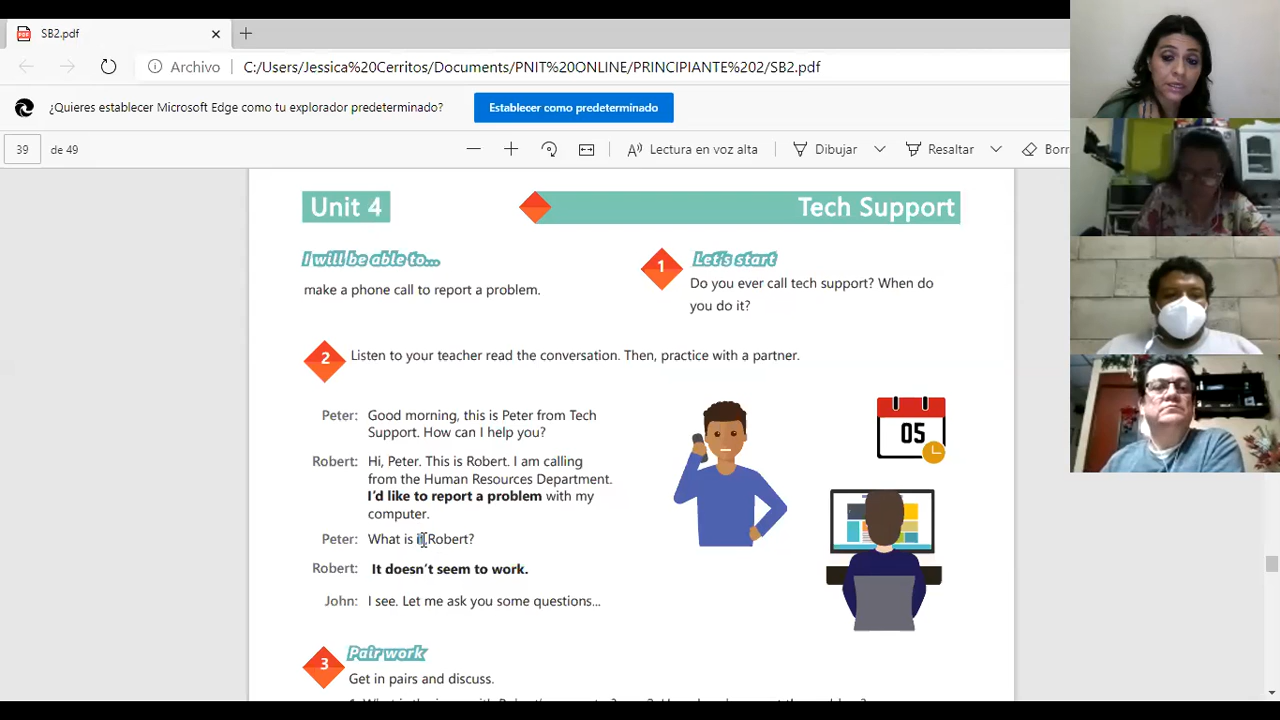 SB2.pdf
Archivo C:/Users/Jessica%20Cerritos/Documents/PNIT%20ONLINE/PRINCIPIANTE%202/SB2.pdf
¿Quieres establecer Microsoft Edge como tu explorador predeterminado? Establecer como predeterminado
39 de 49 Lectura en voz alta Dibujar Resaltar Borr
Unit 4 Tech Support
I will be able to...
make a phone call to report a problem.
1 Let's start
Do you ever call tech support? When do
you do it?
2 Listen to your teacher read the conversation. Then, practice with a partner.
Peter: Good morning, this is Peter from Tech
Support. How can I help you?
Robert: Hi, Peter. This is Robert. I am calling
from the Human Resources Department.
I'd like to report a problem with my
computer.
Peter: What is it Robert?
Robert: It doesn't seem to work.
John: I see. Let me ask you some questions...
05
3 Pair work
Get in pairs and discuss.